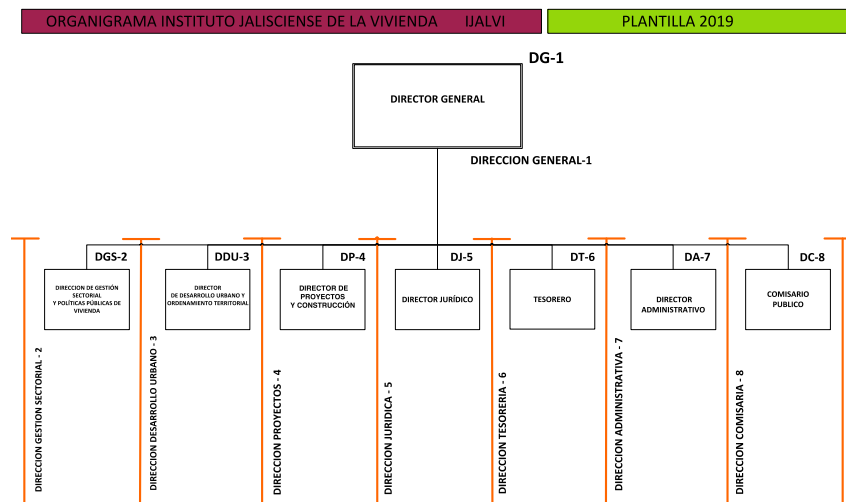 ORGANIGRAMA INSTITUTO JALISCIENSE DE LA VIVIENDA IJALVI
PLANTILLA 2019
DG-1
DIRECTOR GENERAL
DIRECCION GENERAL-1
DGS-2
DDU-3
DP-4
DJ-5
DT-6
DA-7
DC-8
DIRECCION DE GESTIÓN
SECTORIAL
Y POLÍTICAS PÚBLICAS DE
VIVIENDA
DIRECTOR
DE DESARROLLO URBANO Y
ORDENAMIENTO TERRITORIAL
DIRECTOR DE
PROYECTOS
Y CONSTRUCCIÓN
DIRECTOR JURÍDICO
TESORERO
DIRECTOR
ADMINISTRATIVO
COMISARIO
PUBLICO
DIRECCION GESTION SECTORIAL - 2
DIRECCION DESARROLLO URBANO - 3
DIRECCION PROYECTOS - 4
DIRECCION JURIDICA - 5
DIRECCION TESORERIA - 6
DIRECCION ADMINISTRATIVA - 7
DIRECCION COMISARIA - 8